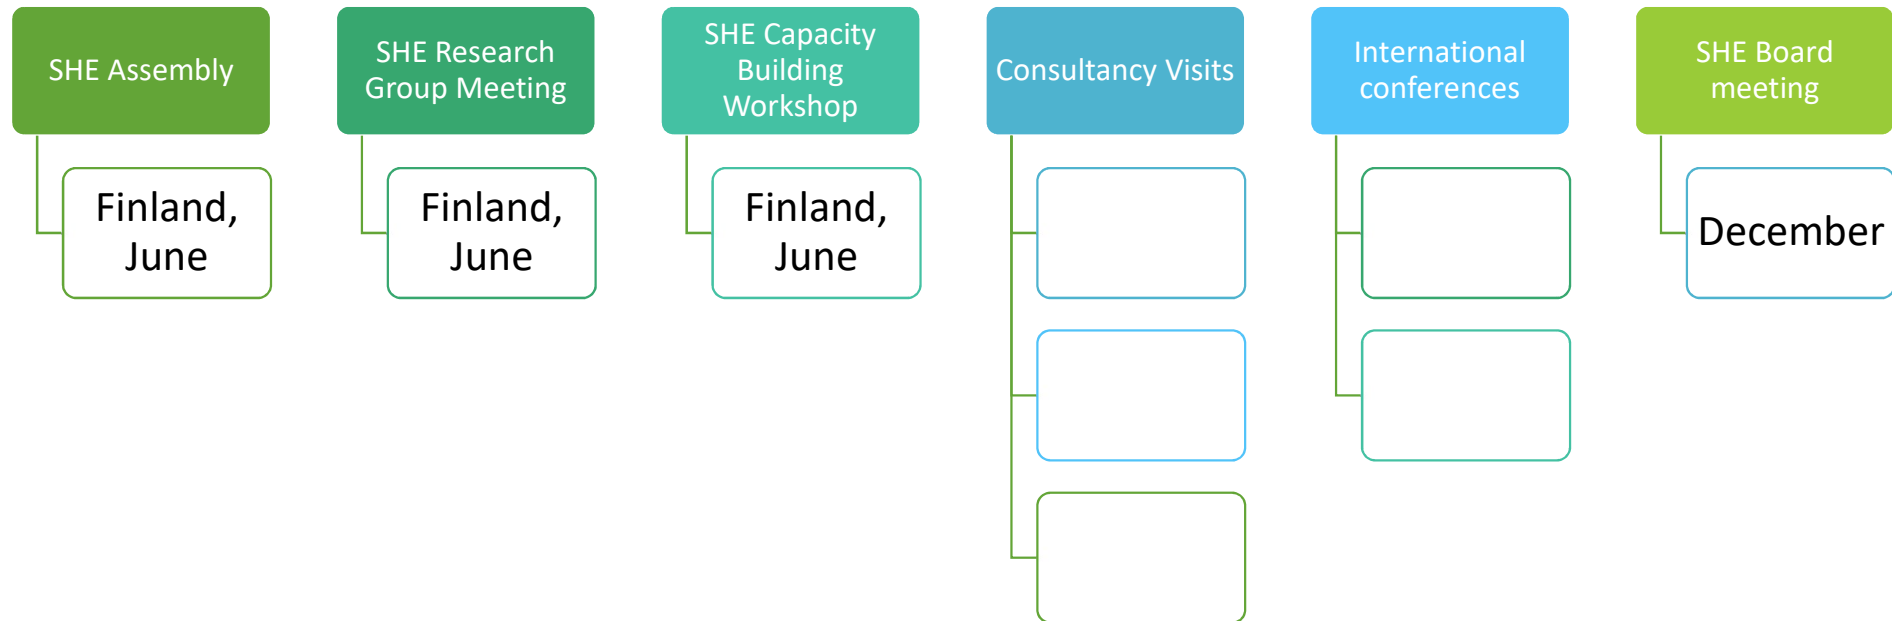 SHE Assembly
Finland,
June
SHE Research
Group Meeting
Finland,
June
SHE Capacity
Building
Workshop
Finland,
June
Consultancy Visits
International
conferences
SHE Board
meeting
December